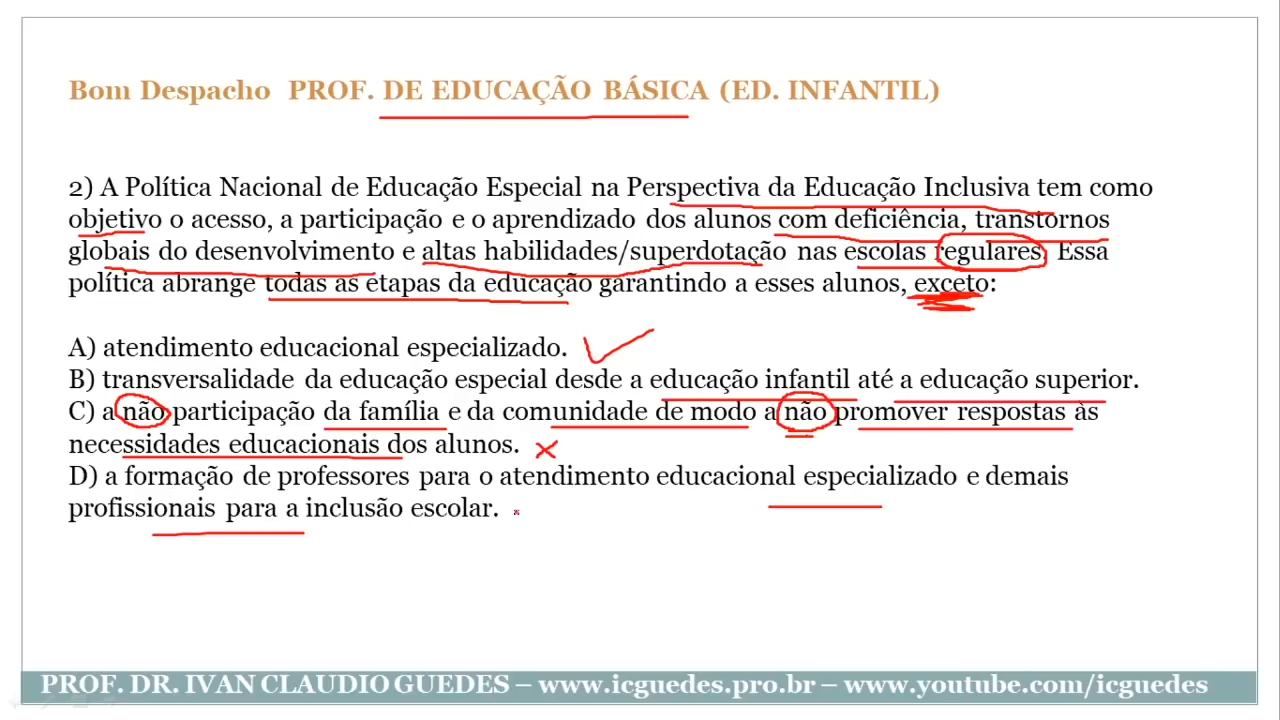 Bom Despacho PROF. DE EDUCAÇÃO BÁSICA (ED. INFANTIL)
2) A Política Nacional de Educação Especial na Perspectiva da Educação Inclusiva tem como
objetivo o acesso, a participação e o aprendizado dos alunos com deficiência, transtornos
globais do desenvolvimento e altas habilidades/superdotação nas escolas regulares. Essa
política abrange todas as etapas da educação garantindo a esses alunos, exceto:
A) atendimento educacional especializado.
B) transversalidade da educação especial desde a educação infantil até a educação superior.
C) a não participação da família e da comunidade de modo a não promover respostas às
necessidades educacionais dos alunos.
D) a formação de professores para o atendimento educacional especializado e demais
profissionais para a inclusão escolar.
PROF. DR. IVAN CLAUDIO GUEDES – www.icguedes.pro.br – www.youtube.com/icguedes